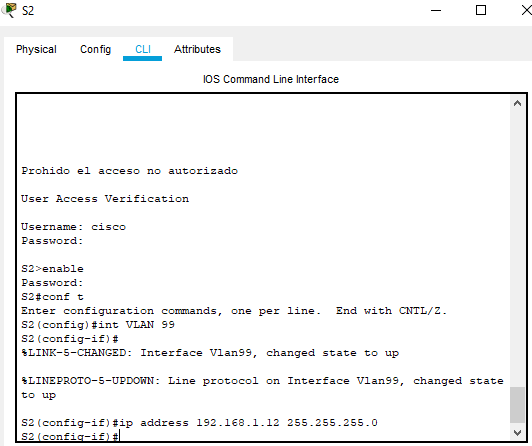 S2
Physical Config CLI Attributes
IOS Command Line Interface
Prohido el acceso no autorizado
User Access Verification
Username: cisco
Password:
S2>enable
Password:
S2#conf t
Enter configuration commands, one per line.  End with CNTL/Z.
S2(config)#int VLAN 99
S2(config-if)#
%LINK-5-CHANGED: Interface Vlan99, changed state to up
%LINEPROTO-5-UPDOWN: Line protocol on Interface Vlan99, changed state
to up
S2(config-if)#ip address 192.168.1.12 255.255.255.0
S2(config-if)#